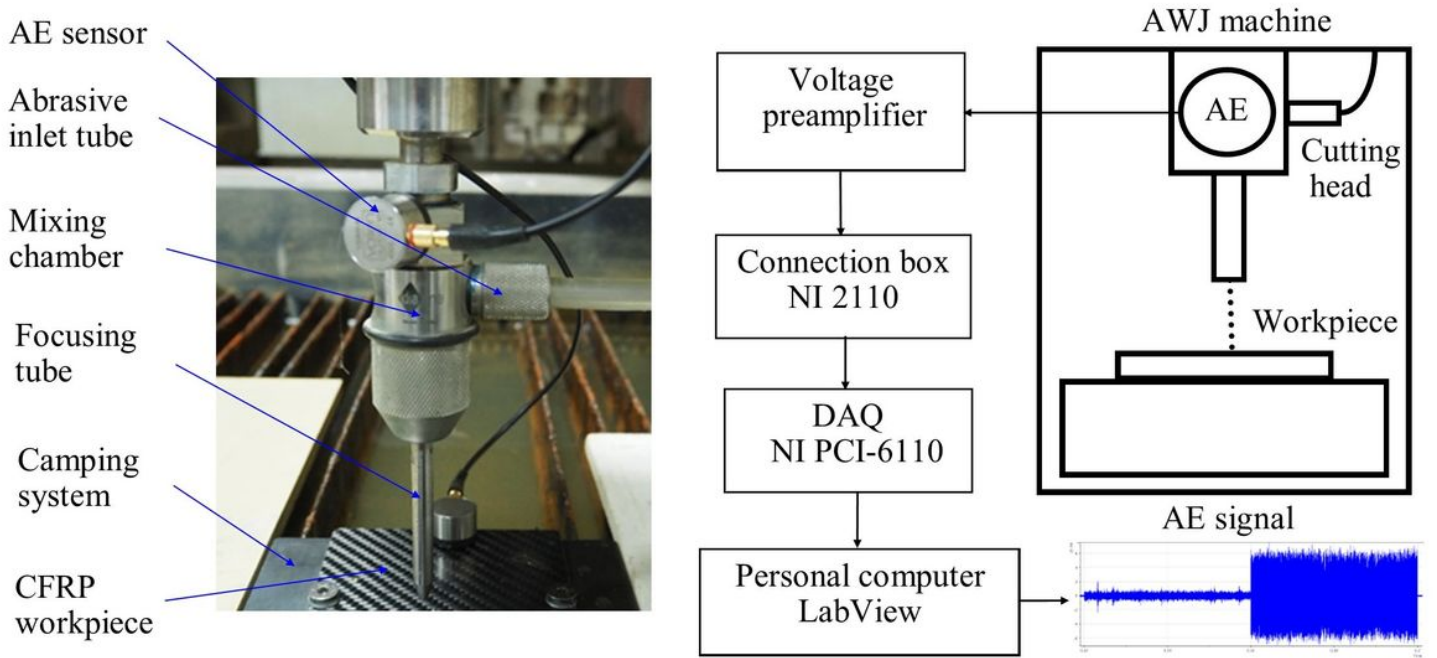 AE sensor
Abrasive
inlet tube
Mixing
chamber
Focusing
tube
Camping
system
CFRP
workpiece
Voltage
preamplifier
Connection box
NI 2110
DAQ
NI PCI-6110
Personal computer
LabView
AWJ machine
AE
Cutting
head
Workpiece
AE signal